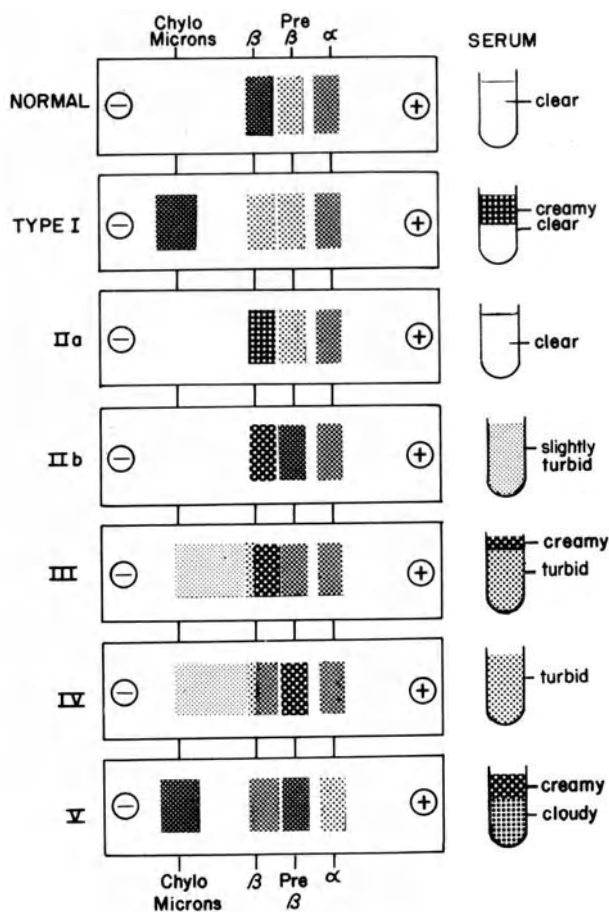 Chylo
Microns
β
Pre
β
α
SERUM
NORMAL
−
+
clear
TYPE I
−
+
creamy
clear
IIa
−
+
clear
IIb
−
+
slightly
turbid
III
−
+
creamy
turbid
IV
−
+
turbid
V
−
+
creamy
cloudy
Chylo
Microns
β
Pre
β
α